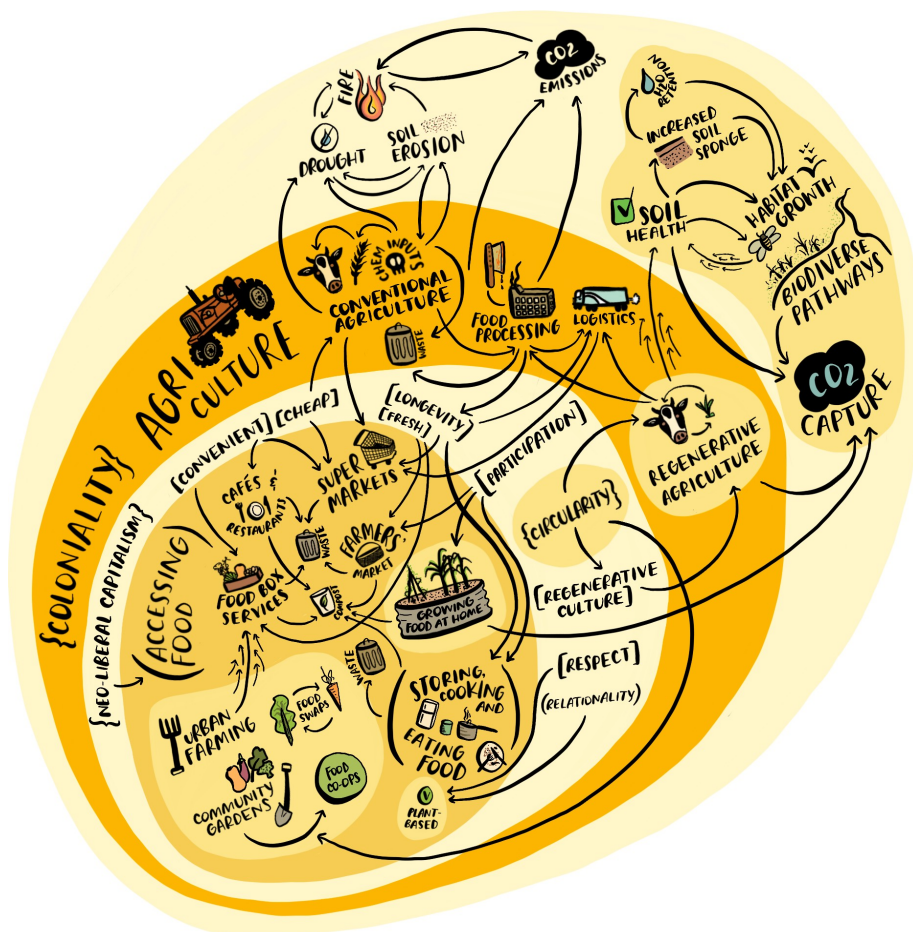 CO2
EMISSIONS
FIRE
DROUGHT
SOIL
EROSION
H2O
RETENTION
INCREASED
SOIL
SPONGE
SOIL
HEALTH
HABITAT
GROWTH
BIODIVERSE
PATHWAYS
CO2
CAPTURE
AGRI
CULTURE
CHEM
INPUTS
CONVENTIONAL
AGRICULTURE
WASTE
FOOD
PROCESSING
LOGISTICS
REGENERATIVE
AGRICULTURE
{COLONIALITY}
{NEO-LIBERAL CAPITALISM}
[CONVENIENT]
[CHEAP]
[LONGEVITY]
[FRESH]
[PARTICIPATION]
{CIRCULARITY}
[REGENERATIVE
CULTURE]
[RESPECT]
(RELATIONALITY)
(ACCESSING
FOOD
CAFÉS &
RESTAURANTS
SUPER
MARKETS
WASTE
FARMERS'
MARKET
FOOD BOX
SERVICES
COMPOST
GROWING
FOOD AT HOME
WASTE
(STORING,
COOKING
AND
EATING
FOOD)
PLANT-
BASED
URBAN
FARMING
FOOD
SWAPS
COMMUNITY
GARDENS
FOOD
CO-OPS